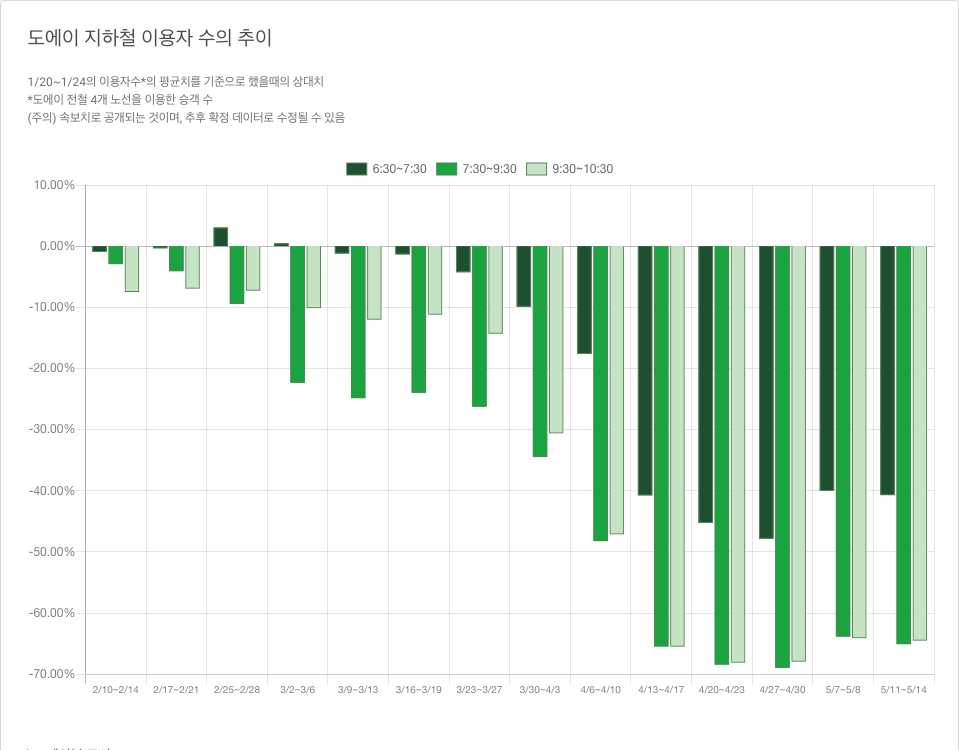 도에이 지하철 이용자 수의 추이
1/20~1/24의 이용자수*의 평균치를 기준으로 했을때의 상대치
*도에이 전철 4개 노선을 이용한 승객 수
(주의) 속보치로 공개되는 것이며, 추후 확정 데이터로 수정될 수 있음
6:30~7:30 7:30~9:30 9:30~10:30
10.00%
0.00%
-10.00%
-20.00%
-30.00%
-40.00%
-50.00%
-60.00%
-70.00%
2/10~2/14 2/17~2/21 2/25~2/28 3/2~3/6 3/9~3/13 3/16~3/19 3/23~3/27 3/30~4/3 4/6~4/10 4/13~4/17 4/20~4/23 4/27~4/30 5/7~5/8 5/11~5/14